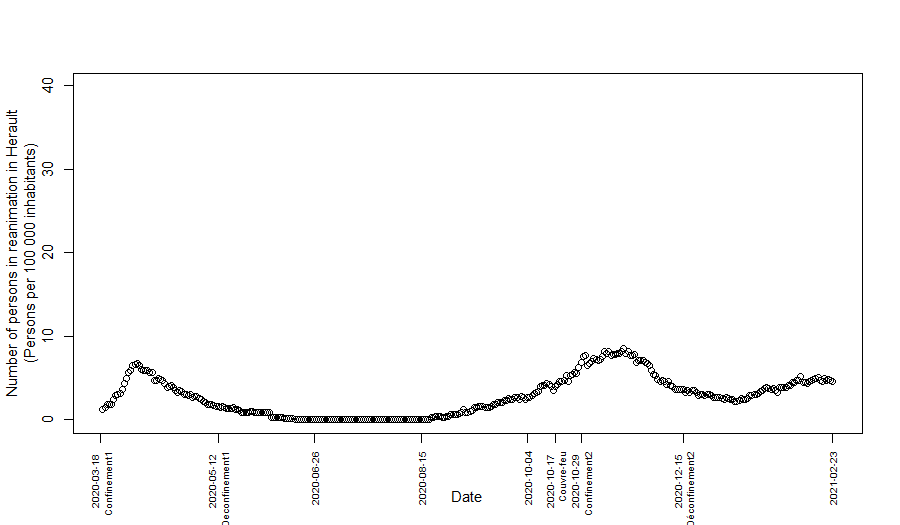 Number of persons in reanimation in Herault
(Persons per 100 000 inhabitants)
40
30
20
10
0
2020-03-18
Confinement1
2020-05-12
Déconfinement1
2020-06-26
2020-08-15
2020-10-04
2020-10-17
Couvre-feu
2020-10-29
Confinement2
2020-12-15
Déconfinement2
2021-02-23
Date